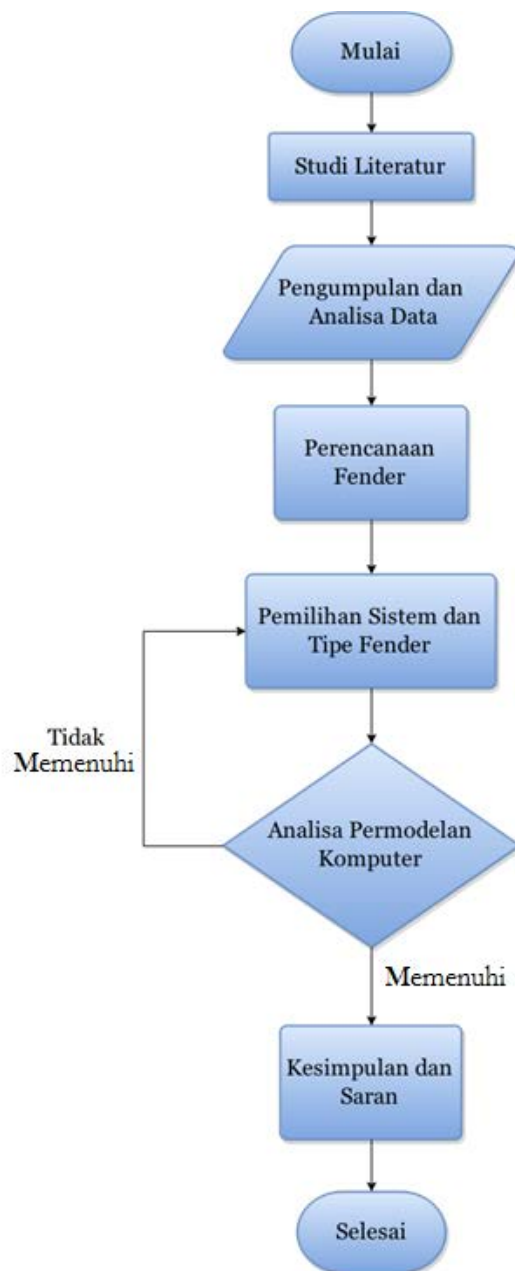 Mulai
Studi Literatur
Pengumpulan dan
Analisa Data
Perencanaan
Fender
Pemilihan Sistem dan
Tipe Fender
Tidak
Memenuhi
Analisa Permodelan
Komputer
Memenuhi
Kesimpulan dan
Saran
Selesai